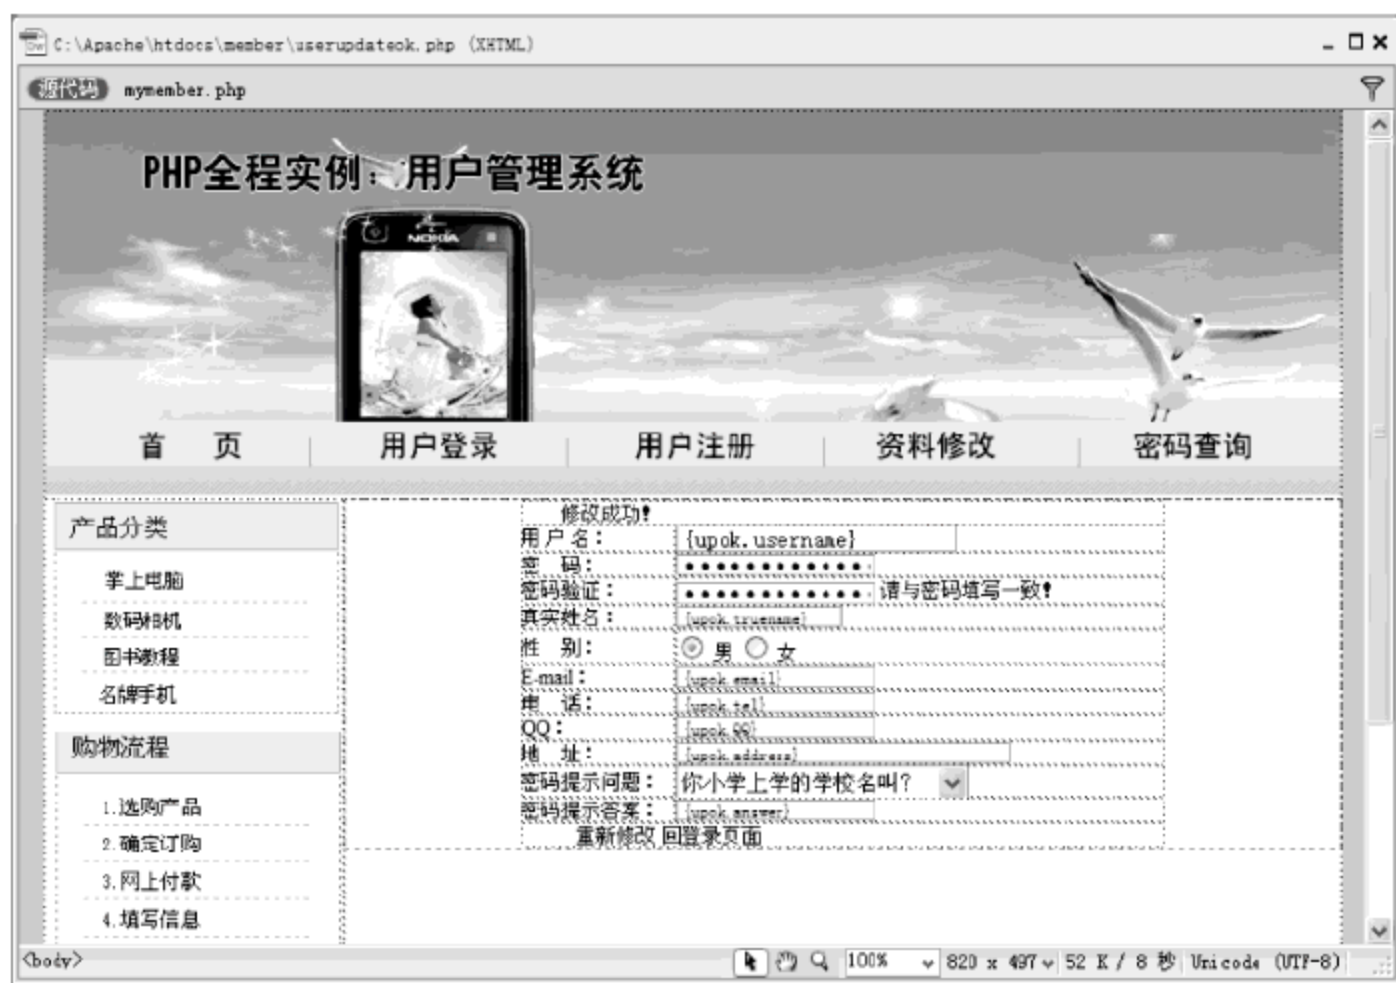 C:\Apache\htdocs\member\userupdateok.php (XHTML)
源代码 mymember.php
PHP全程实例：用户管理系统
NOKIA
首 页 用户登录 用户注册 资料修改 密码查询
产品分类
掌上电脑
数码相机
图书教程
名牌手机
购物流程
1.选购产品
2.确定订购
3.网上付款
4.填写信息
修改成功！
用 户 名： {upok.username}
密 码： ●●●●●●●●●●●●
密码验证： ●●●●●●●●●●●● 请与密码填写一致！
真实姓名： {upok.truename}
性 别： 男 女
E-mail： {upok.email}
电 话： {upok.tel}
QQ： {upok.QQ}
地 址： {upok.address}
密码提示问题： 你小学上学的学校名叫？
密码提示答案： {upok.answer}
重新修改 回登录页面
<body> 100% 820 x 497 52 K / 8 秒 Unicode (UTF-8)